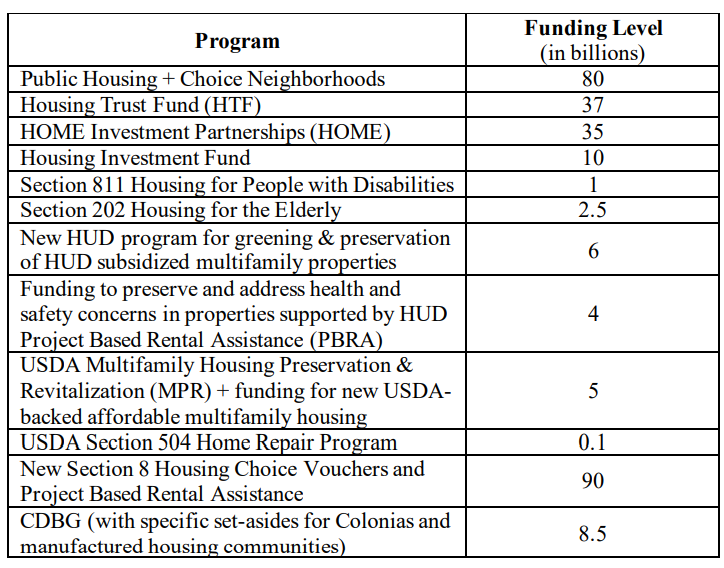 Program
Funding Level
(in billions)
Public Housing + Choice Neighborhoods
80
Housing Trust Fund (HTF)
37
HOME Investment Partnerships (HOME)
35
Housing Investment Fund
10
Section 811 Housing for People with Disabilities
1
Section 202 Housing for the Elderly
2.5
New HUD program for greening & preservation
of HUD subsidized multifamily properties
6
Funding to preserve and address health and
safety concerns in properties supported by HUD
Project Based Rental Assistance (PBRA)
4
USDA Multifamily Housing Preservation &
Revitalization (MPR) + funding for new USDA-
backed affordable multifamily housing
5
USDA Section 504 Home Repair Program
0.1
New Section 8 Housing Choice Vouchers and
Project Based Rental Assistance
90
CDBG (with specific set-asides for Colonias and
manufactured housing communities)
8.5